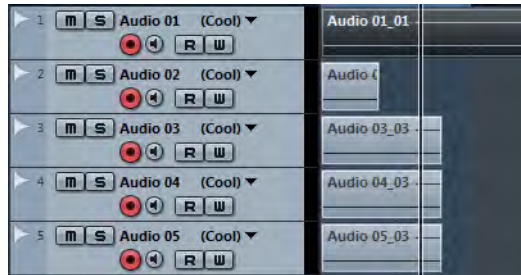 1 m S Audio 01 (Cool) Audio 01_01
R W
2 m S Audio 02 (Cool) Audio
R W
3 m S Audio 03 (Cool) Audio 03_03
R W
4 m S Audio 04 (Cool) Audio 04_03
R W
5 m S Audio 05 (Cool) Audio 05_03
R W